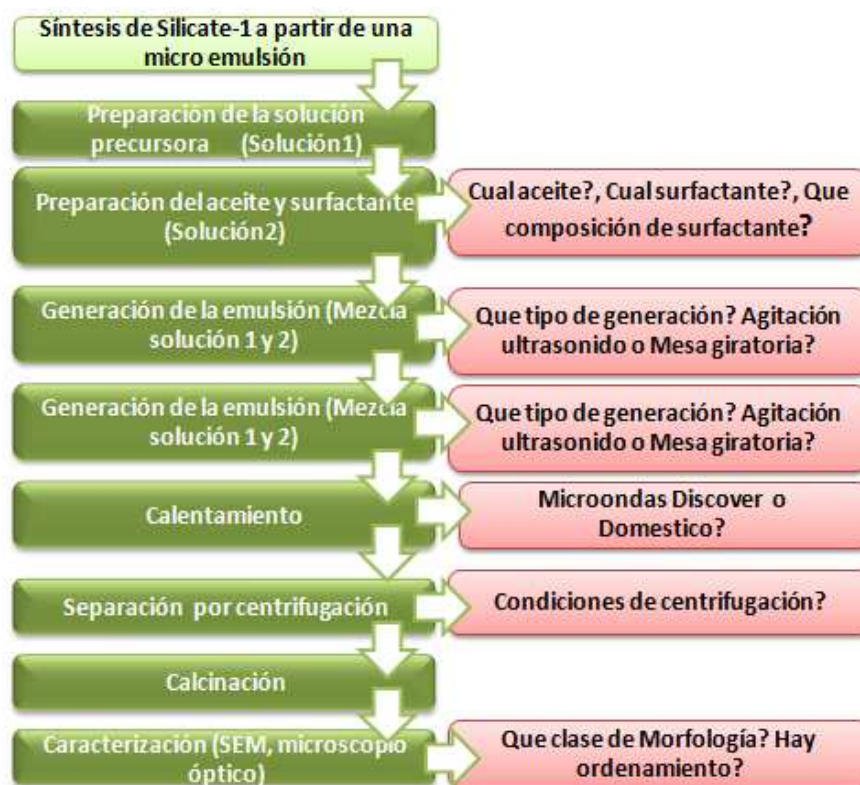 Síntesis de Silicate-1 a partir de una
micro emulsión
Preparación de la solución
precursora (Solución1)
Preparación del aceite y surfactante
(Solución2)
Cual aceite?, Cual surfactante?, Que
composición de surfactante?
Generación de la emulsión (Mezcla
solución 1 y 2)
Que tipo de generación? Agitación
ultrasonido o Mesa giratoria?
Generación de la emulsión (Mezcla
solución 1 y 2)
Que tipo de generación? Agitación
ultrasonido o Mesa giratoria?
Calentamiento
Microondas Discover o
Domestico?
Separación por centrifugación
Condiciones de centrifugación?
Calcinación
Caracterización (SEM, microscopio
óptico)
Que clase de Morfología? Hay
ordenamiento?